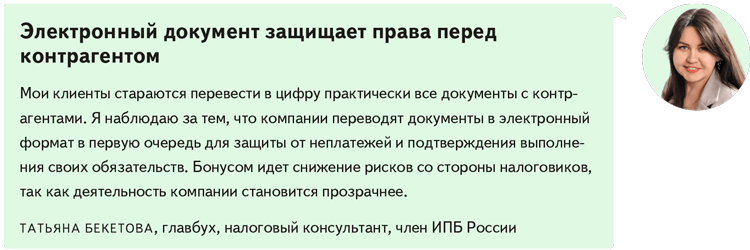 Электронный документ защищает права перед
контрагентом
Мои клиенты стараются перевести в цифру практически все документы с контр-
агентами. Я наблюдаю за тем, что компании переводят документы в электронный
формат в первую очередь для защиты от неплатежей и подтверждения выполне-
ния своих обязательств. Бонусом идет снижение рисков со стороны налоговиков,
так как деятельность компании становится прозрачнее.
ТАТЬЯНА БЕКЕТОВА, главбух, налоговый консультант, член ИПБ России